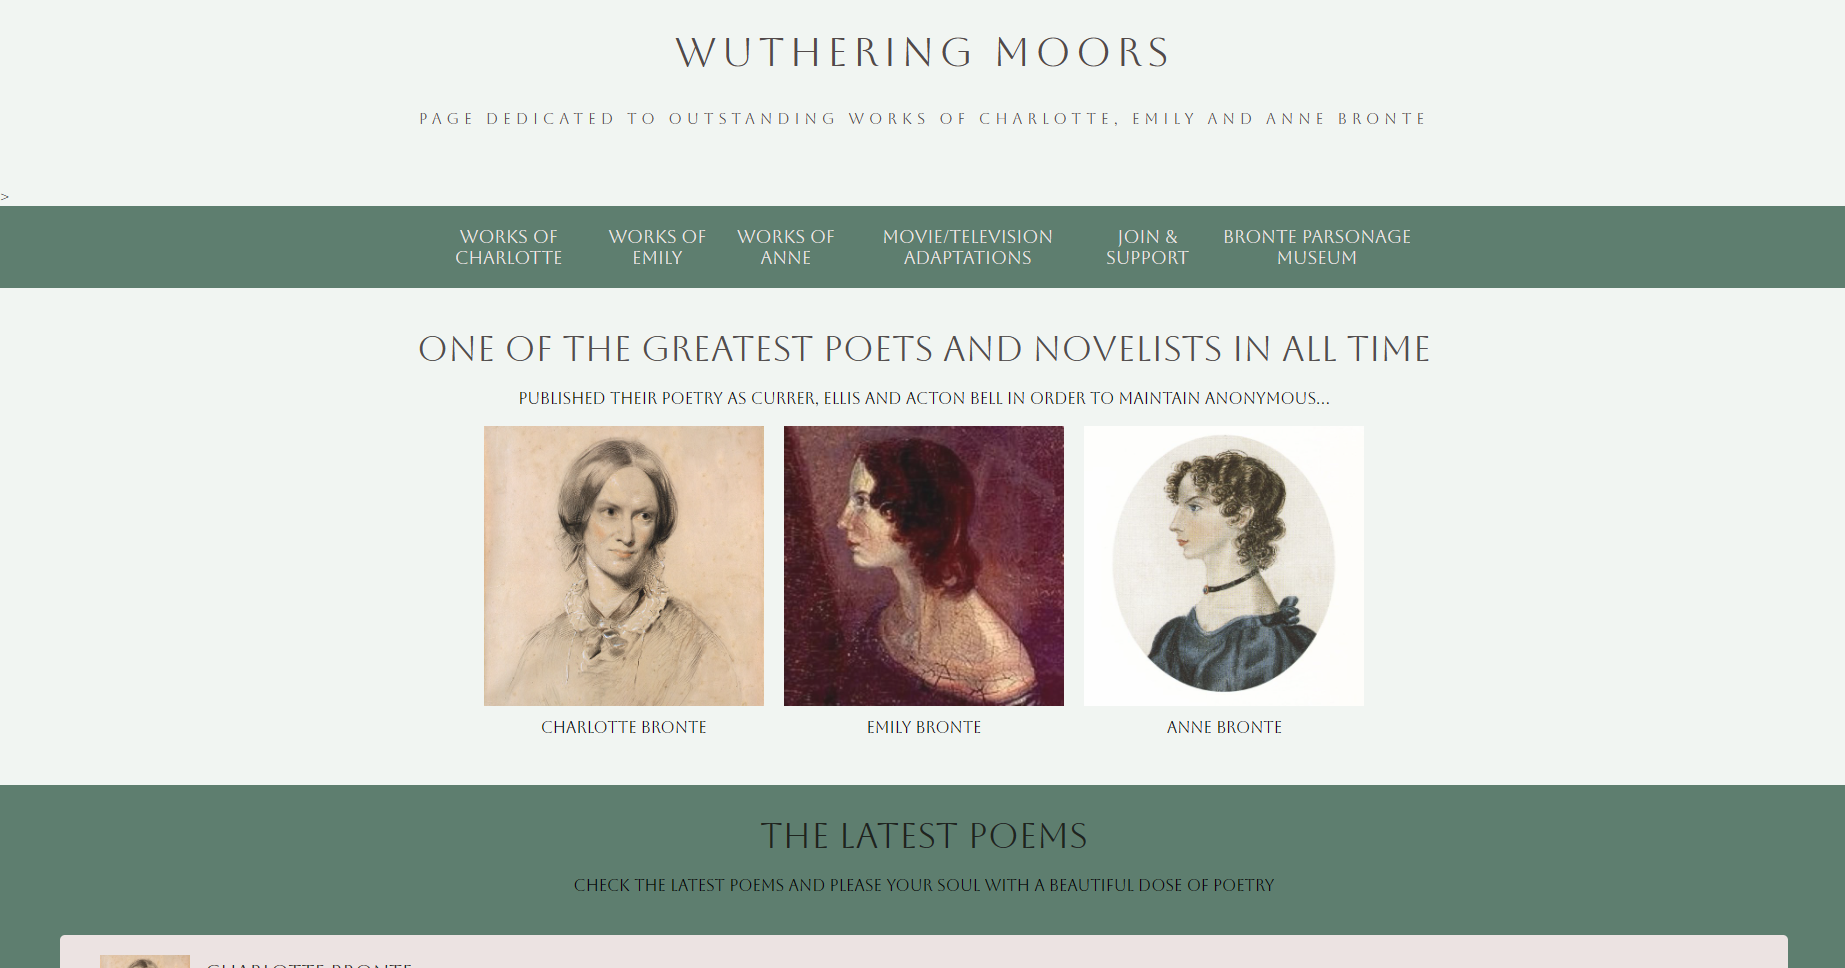 WUTHERING MOORS
PAGE DEDICATED TO OUTSTANDING WORKS OF CHARLOTTE, EMILY AND ANNE BRONTE
>
WORKS OF
CHARLOTTE
WORKS OF
EMILY
WORKS OF
ANNE
MOVIE/TELEVISION
ADAPTATIONS
JOIN &
SUPPORT
BRONTE PARSONAGE
MUSEUM
ONE OF THE GREATEST POETS AND NOVELISTS IN ALL TIME
PUBLISHED THEIR POETRY AS CURRER, ELLIS AND ACTON BELL IN ORDER TO MAINTAIN ANONYMOUS...
CHARLOTTE BRONTE
EMILY BRONTE
ANNE BRONTE
THE LATEST POEMS
CHECK THE LATEST POEMS AND PLEASE YOUR SOUL WITH A BEAUTIFUL DOSE OF POETRY
CHARLOTTE BRONTE